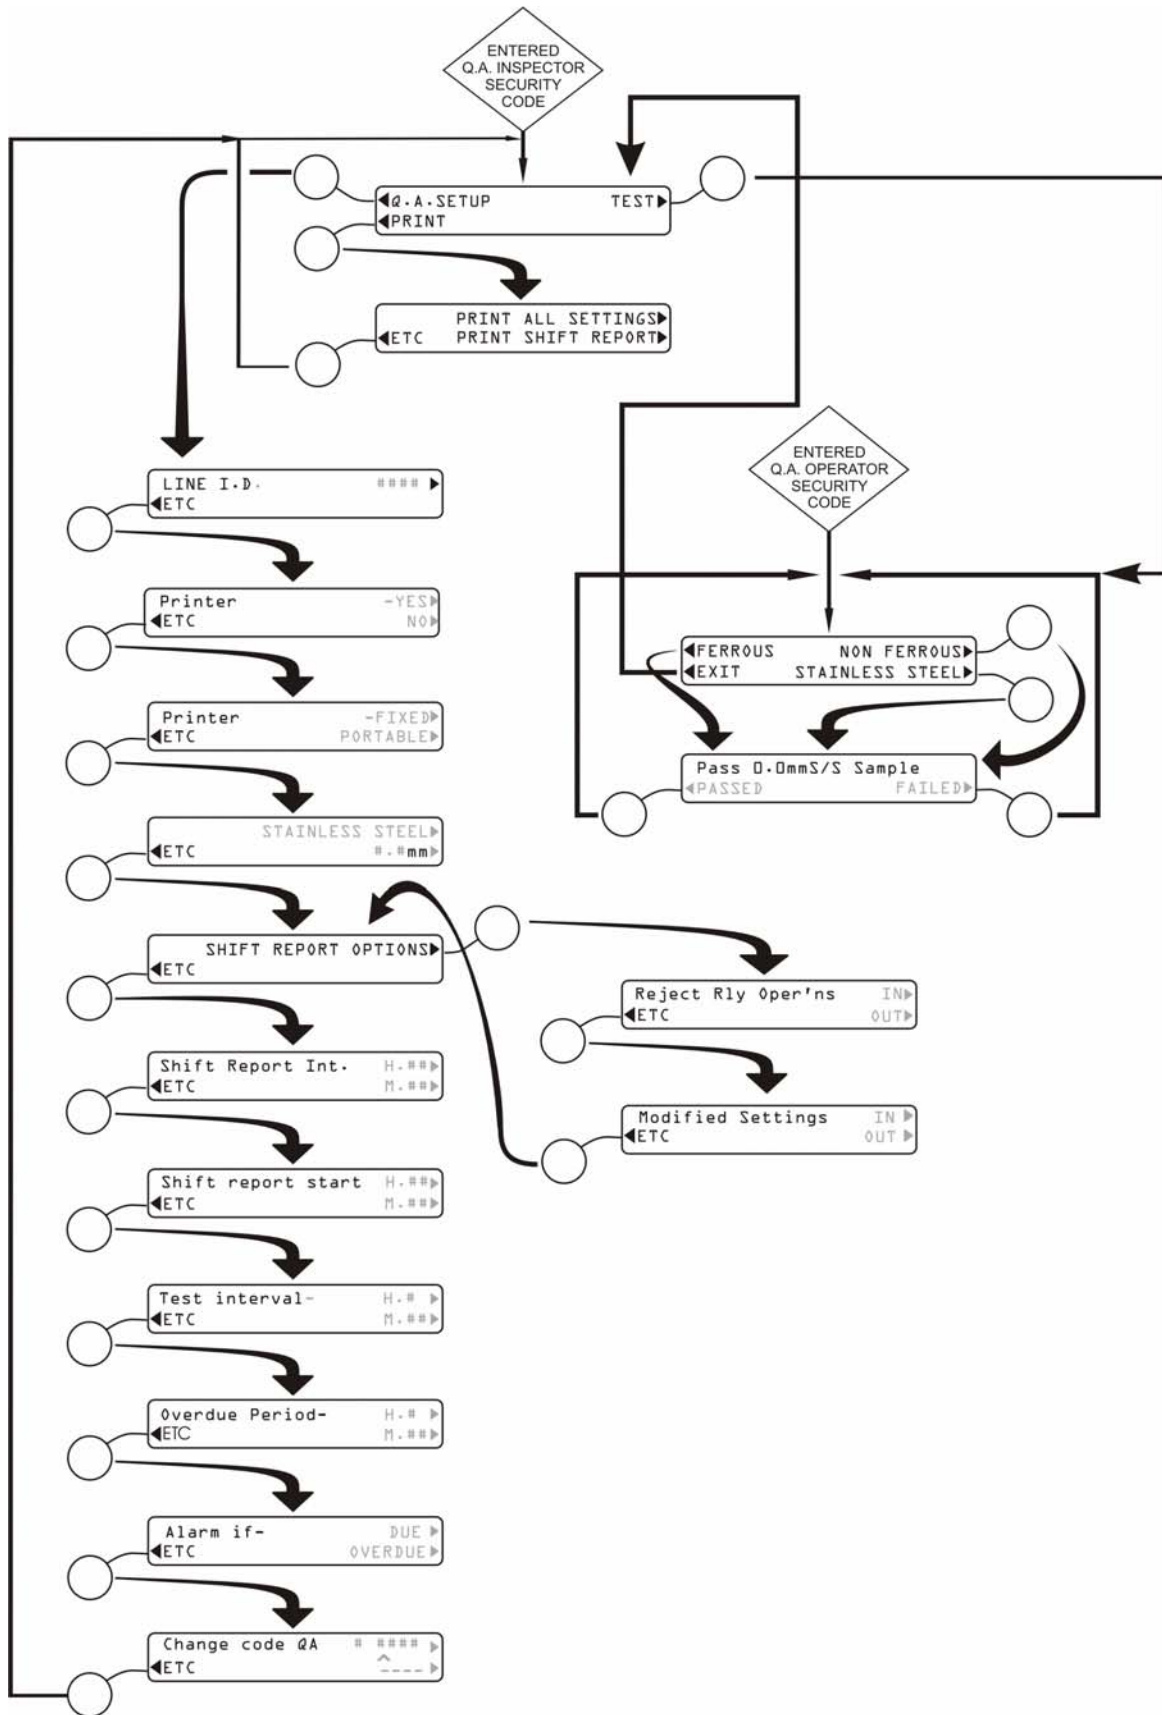 ENTERED
Q.A. INSPECTOR
SECURITY
CODE
◀Q.A.SETUP TEST▶
◀PRINT
PRINT ALL SETTINGS▶
◀ETC PRINT SHIFT REPORT▶
ENTERED
Q.A. OPERATOR
SECURITY
CODE
LINE I.D. #### ▶
◀ETC
Printer -YES▶
◀ETC NO▶
◀FERROUS NON FERROUS▶
◀EXIT STAINLESS STEEL▶
Printer -FIXED▶
◀ETC PORTABLE▶
Pass 0.0mmS/S Sample
◀PASSED FAILED▶
STAINLESS STEEL▶
◀ETC #.#mm▶
SHIFT REPORT OPTIONS▶
◀ETC
Reject Rly Oper'ns IN▶
◀ETC OUT▶
Shift Report Int. H.##▶
◀ETC M.##▶
Modified Settings IN ▶
◀ETC OUT ▶
Shift report start H.##▶
◀ETC M.##▶
Test interval- H.# ▶
◀ETC M.##▶
Overdue Period- H.# ▶
◀ETC M.##▶
Alarm if- DUE ▶
◀ETC OVERDUE▶
Change code QA # #### ▶
^
◀ETC ---- ▶